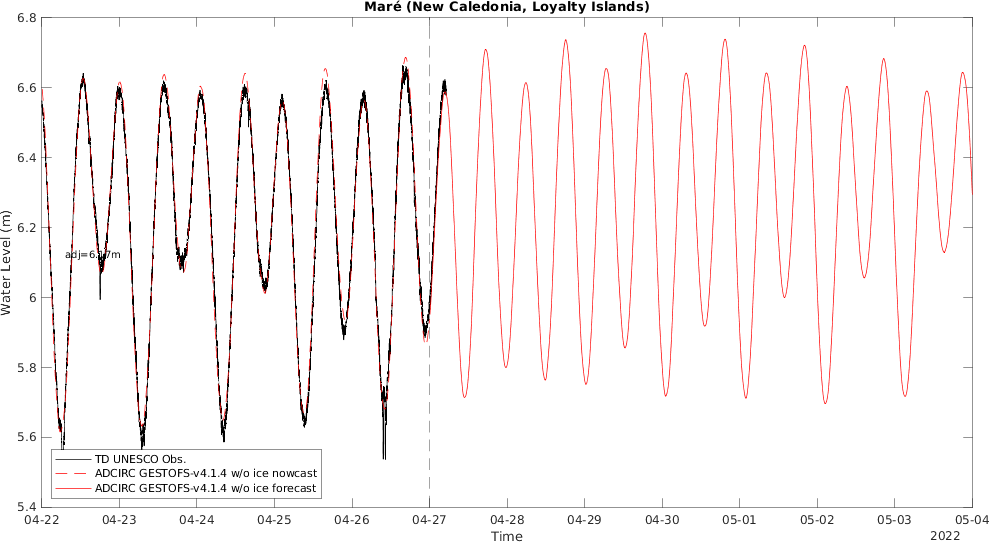 Maré (New Caledonia, Loyalty Islands)
6.8
6.6
6.4
6.2
6
5.8
5.6
5.4
Water Level (m)
adj=6.17m
TD UNESCO Obs.
ADCIRC GESTOFS-v4.1.4 w/o ice nowcast
ADCIRC GESTOFS-v4.1.4 w/o ice forecast
04-22 04-23 04-24 04-25 04-26 04-27 04-28 04-29 04-30 05-01 05-02 05-03 05-04
Time
2022